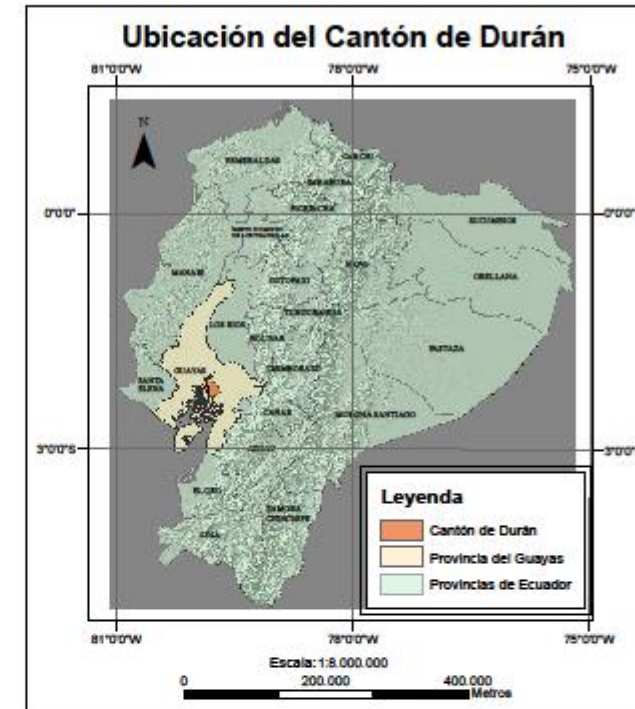 Ubicación del Cantón de Durán
81°0'0"W 78°0'0"W 75°0'0"W
N
ESMERALDAS
CARCHI
IMBABURA
PICHINCHA
0°0'0" 0°0'0"
SUCUMBIOS
MANABI
NAPO
ORELLANA
COTOPAXI
TUNGURAHUA
LOS RIOS
BOLIVAR
PASTAZA
GUAYAS
CHIMBORAZO
SANTA
ELENA
CAÑAR
MORONA SANTIAGO
3°0'0"S 3°0'0"S
EL ORO
ZAMORA
CHINCHIPE
LOJA
Leyenda
Cantón de Durán
Provincia del Guayas
Provincias de Ecuador
81°0'0"W 78°0'0"W 75°0'0"W
Escala:1:8.000.000
0 200.000 400.000
Metros